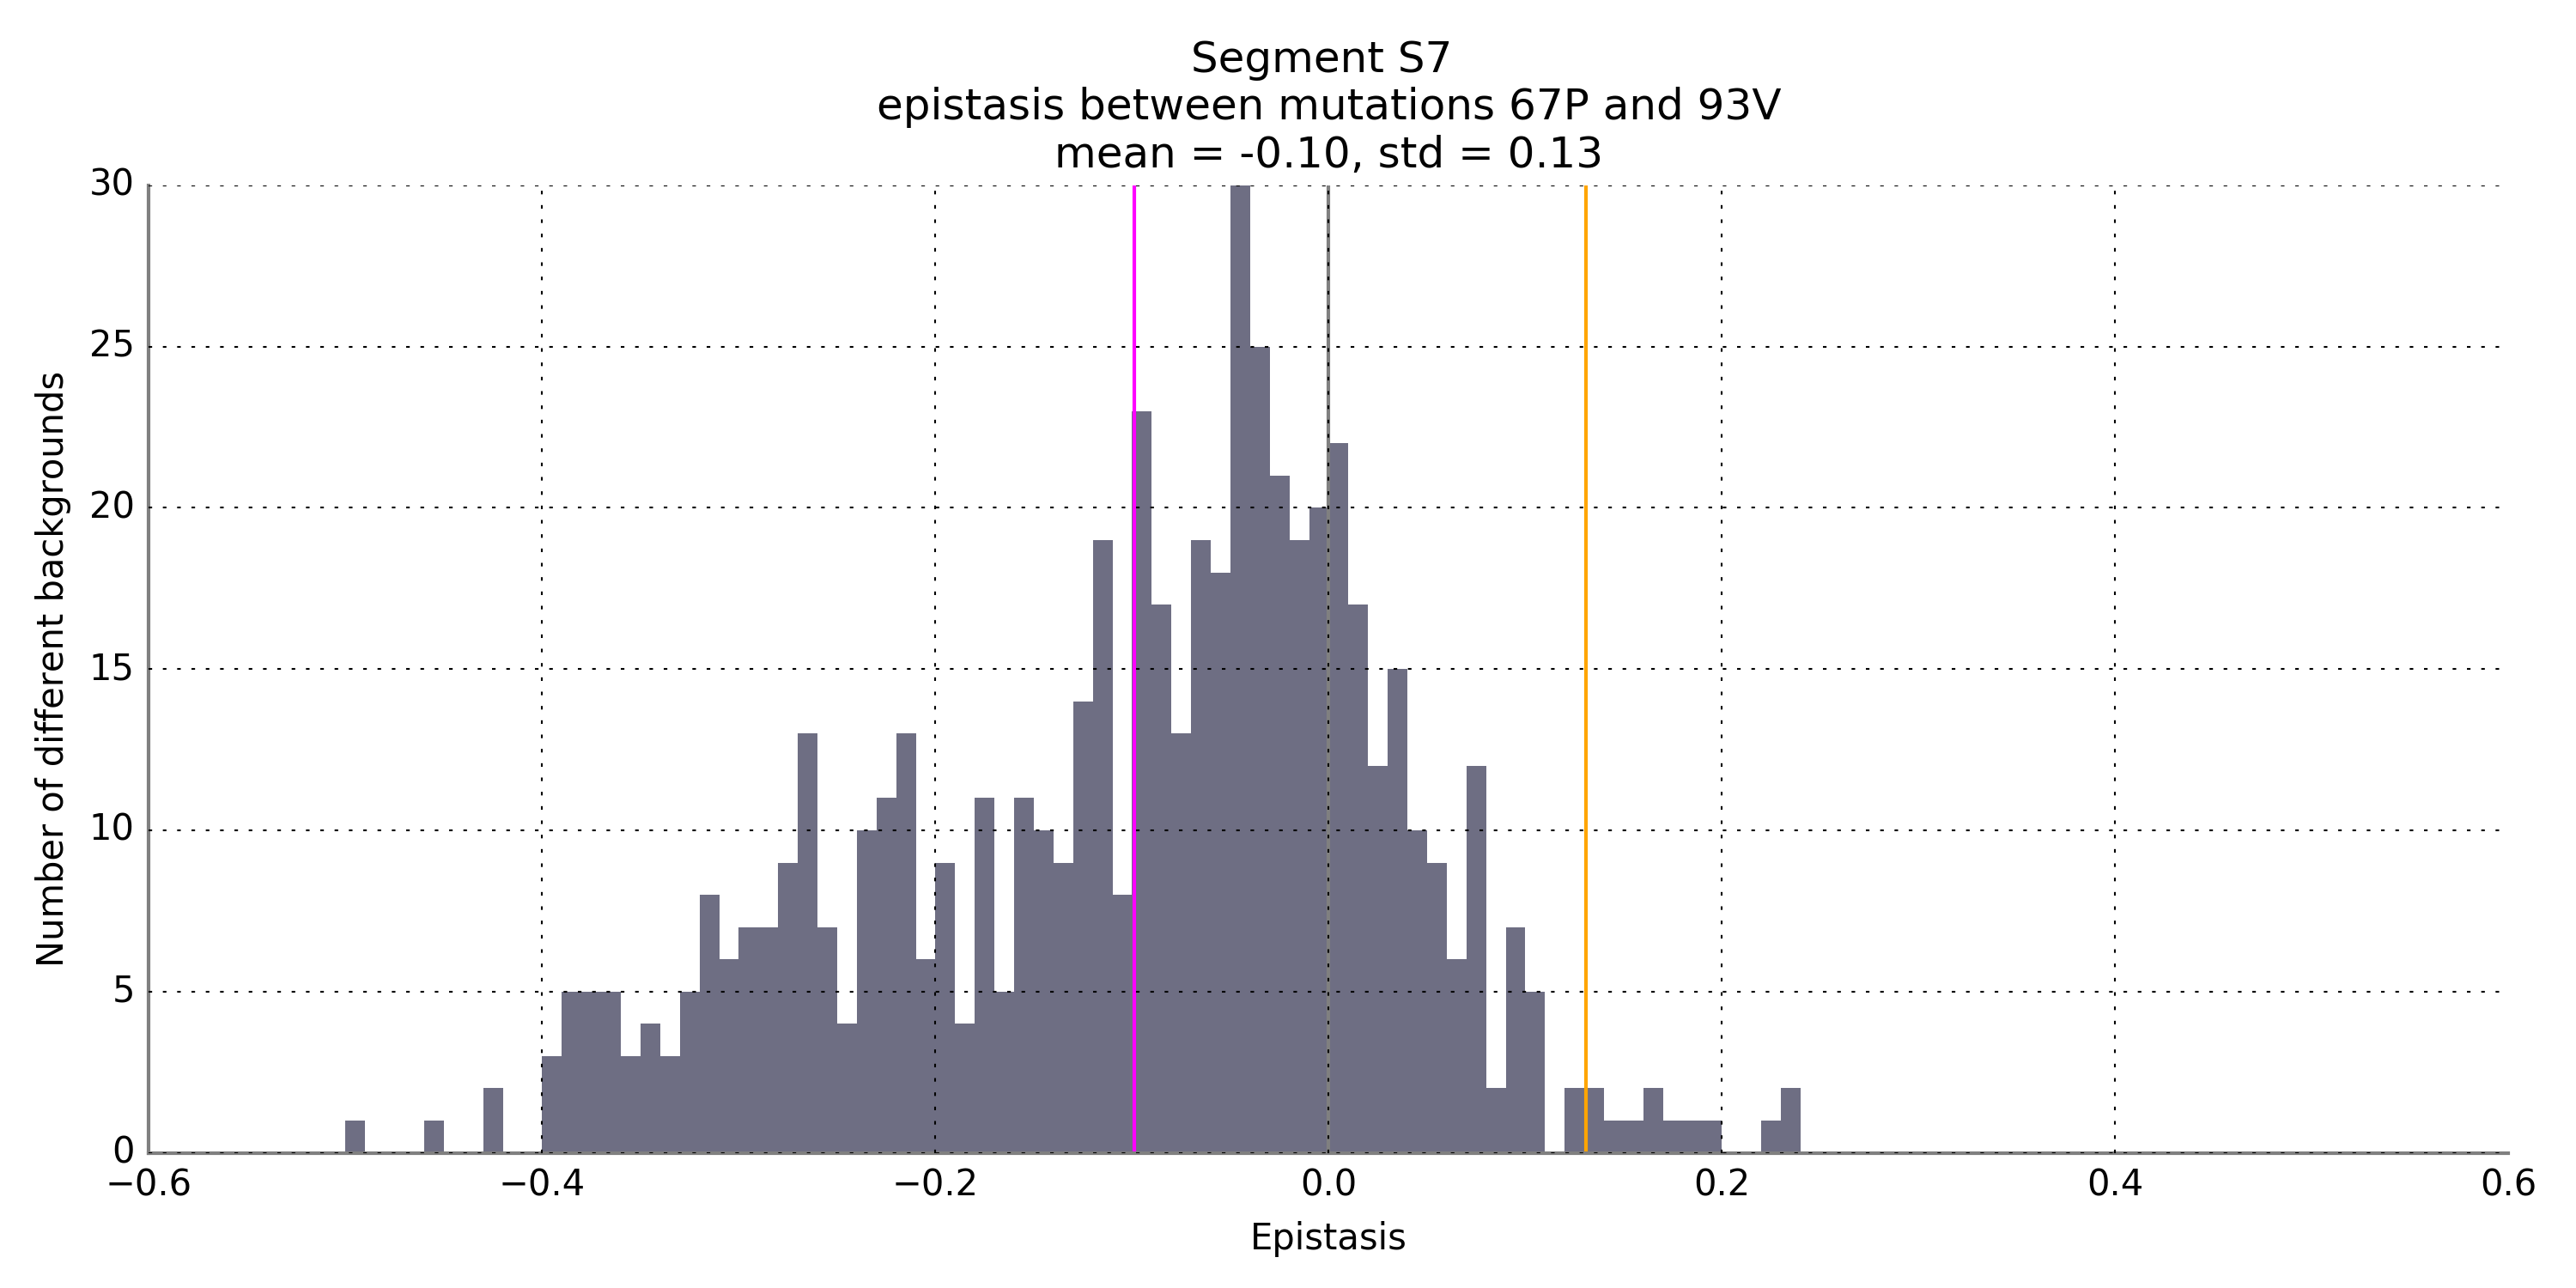 Segment S7
epistasis between mutations 67P and 93V
mean = -0.10, std = 0.13
30
25
20
15
10
5
0
Number of different backgrounds
−0.6 −0.4 −0.2 0.0 0.2 0.4 0.6
Epistasis